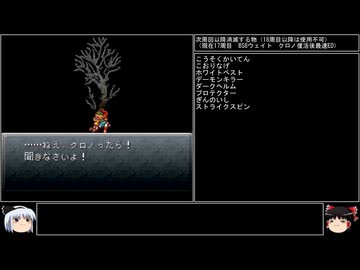 次周回以降消滅する物（18周目以降は使用不可）
（現在17周目　BS8ウェイト　クロノ復活後最速ED）
こうそくかいてん
こおりなげ
ホワイトベスト
デーモンキラー
ダークヘルム
プロテクター
ぎんのいし
ストライクスピン
……ねえ、クロノったら！
聞きなさいよ！